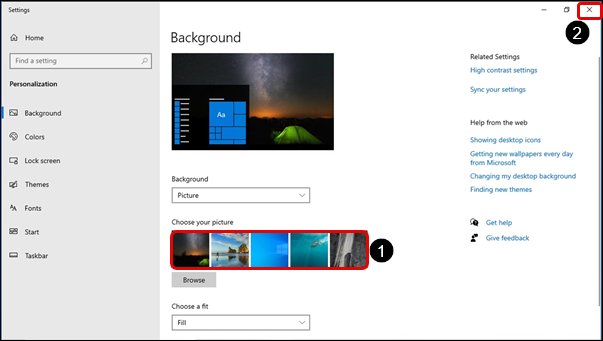 Settings
Home
Find a setting
Personalization
Background
Colors
Lock screen
Themes
Fonts
Start
Taskbar
Background
Aa
Background
Picture
Choose your picture
1
Browse
Choose a fit
Fill
2
Related Settings
High contrast settings
Sync your settings
Help from the web
Showing desktop icons
Getting new wallpapers every day
from Microsoft
Changing my desktop background
Finding new themes
Get help
Give feedback